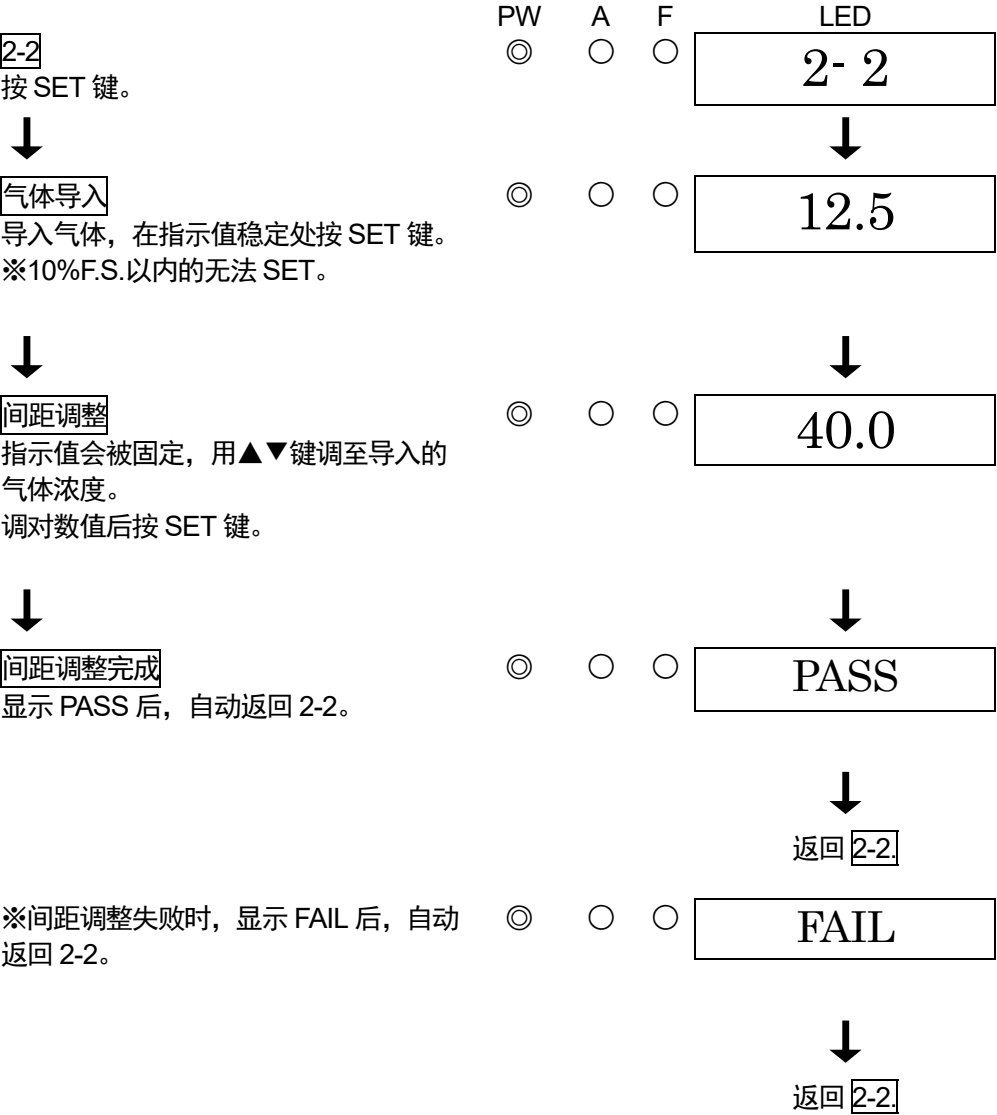 PW A F LED
2-2 ◎ ○ ○ 2- 2
按 SET 键。
↓ ↓
气体导入 ◎ ○ ○ 12.5
导入气体，在指示值稳定处按 SET 键。
※10%F.S.以内的无法 SET。
↓ ↓
间距调整 ◎ ○ ○ 40.0
指示值会被固定，用▲▼键调至导入的
气体浓度。
调对数值后按 SET 键。
↓ ↓
间距调整完成 ◎ ○ ○ PASS
显示 PASS 后，自动返回 2-2。
↓
返回 2-2.
※间距调整失败时，显示 FAIL 后，自动 ◎ ○ ○ FAIL
返回 2-2。
↓
返回 2-2.